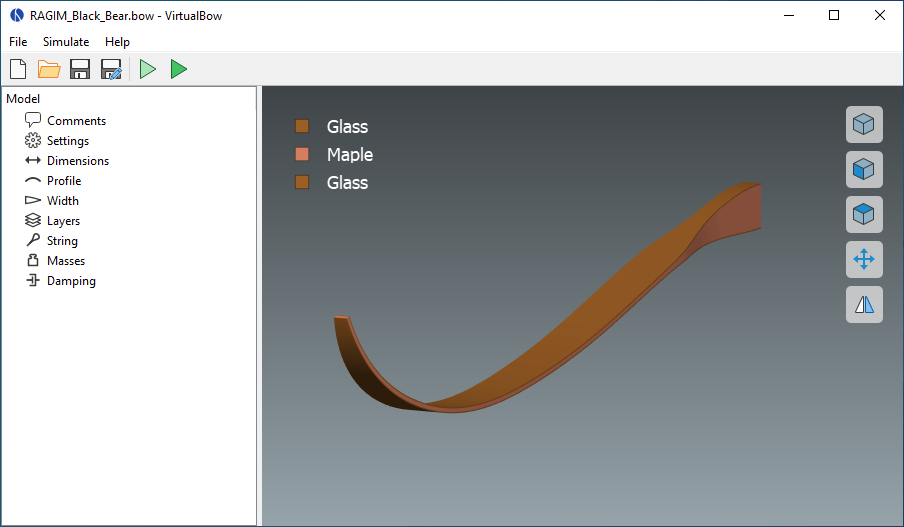 RAGIM_Black_Bear.bow - VirtualBow
File Simulate Help
Model
Comments
Settings
Dimensions
Profile
Width
Layers
String
Masses
Damping
Glass
Maple
Glass